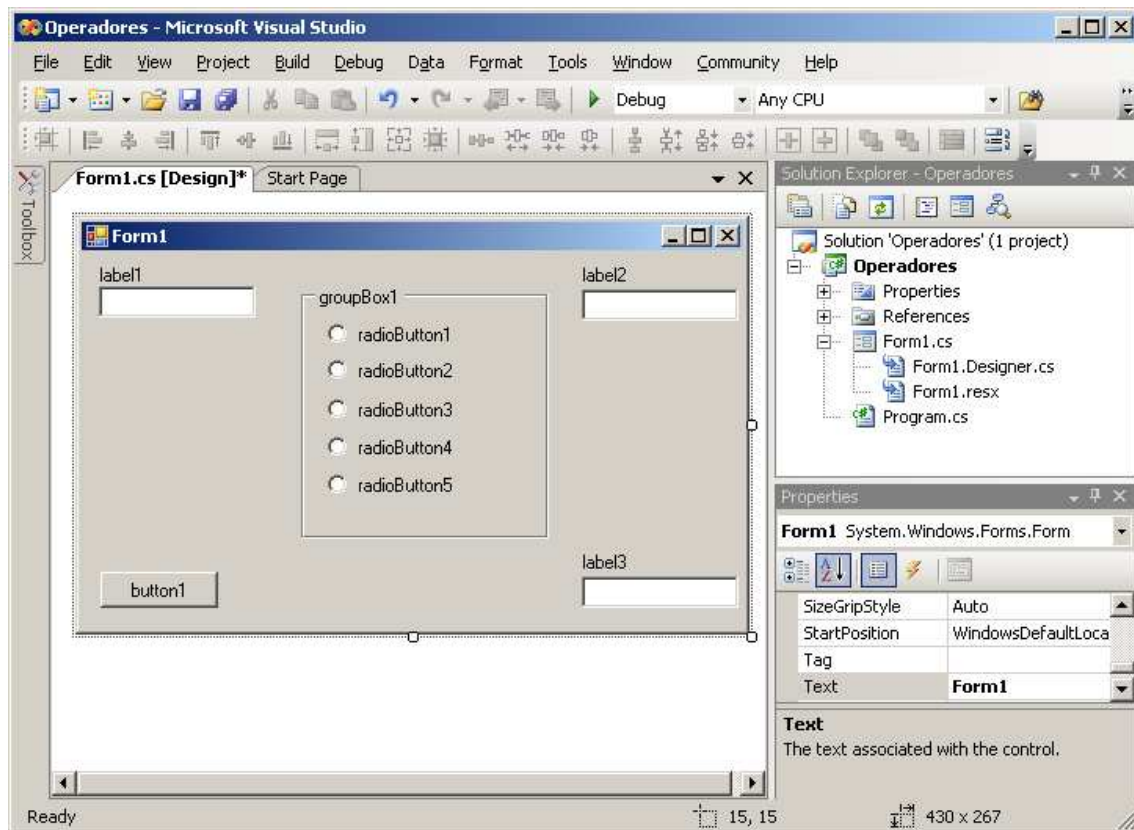 Operadores - Microsoft Visual Studio
File Edit View Project Build Debug Data Format Tools Window Community Help
Debug Any CPU
Toolbox
Form1.cs [Design]* Start Page
Form1
label1
label2
groupBox1
radioButton1
radioButton2
radioButton3
radioButton4
radioButton5
label3
button1
Solution Explorer - Operadores
Solution 'Operadores' (1 project)
Operadores
Properties
References
Form1.cs
Form1.Designer.cs
Form1.resx
Program.cs
Properties
Form1 System.Windows.Forms.Form
SizeGripStyle Auto
StartPosition WindowsDefaultLoca
Tag
Text Form1
Text
The text associated with the control.
Ready 15, 15 430 x 267